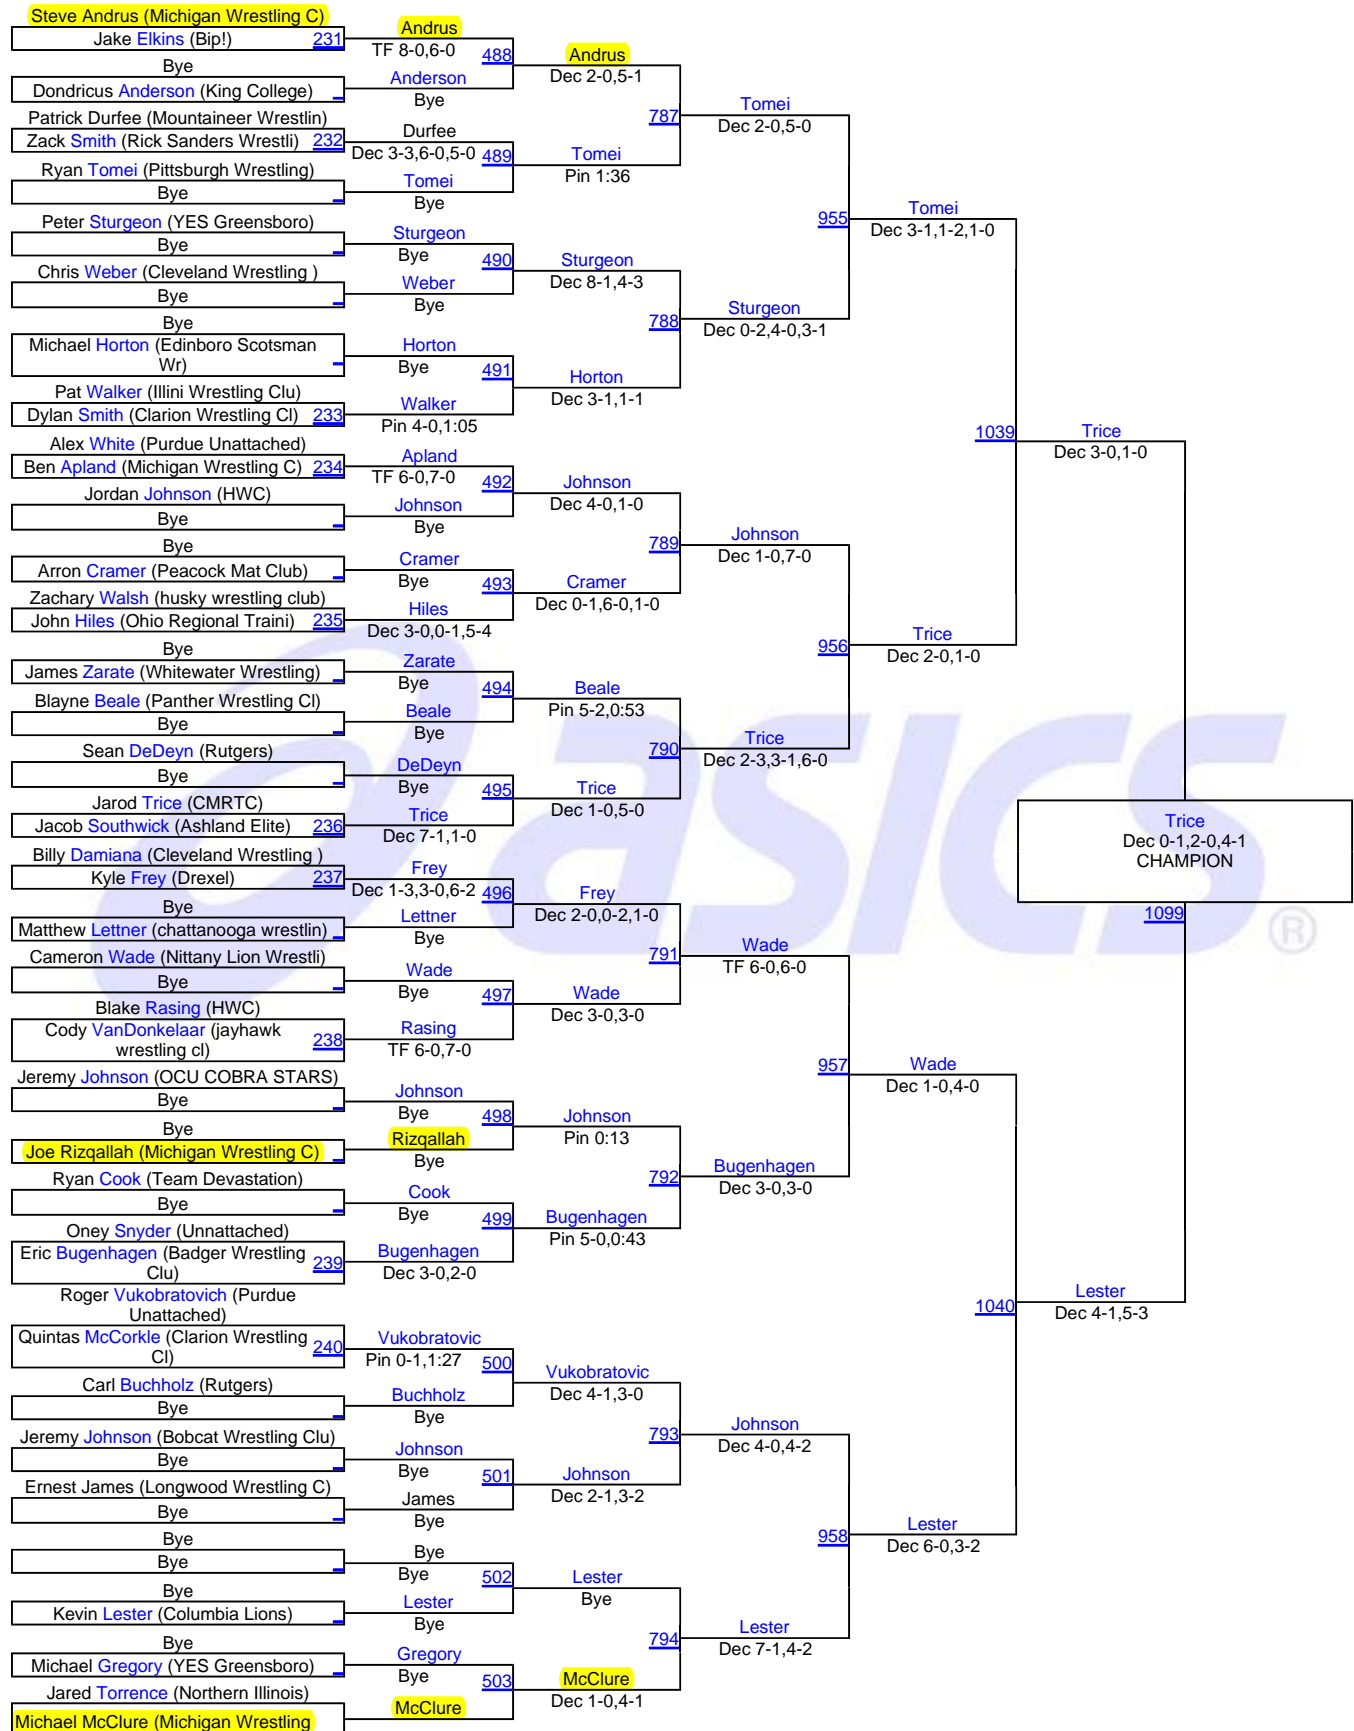 Steve Andrus (Michigan Wrestling C)
Jake Elkins (Bip!) 231
Bye
Dondricus Anderson (King College)
Patrick Durfee (Mountaineer Wrestlin)
Zack Smith (Rick Sanders Wrestli) 232
Ryan Tomei (Pittsburgh Wrestling)
Bye
Peter Sturgeon (YES Greensboro)
Bye
Chris Weber (Cleveland Wrestling )
Bye
Bye
Michael Horton (Edinboro Scotsman
Wr)
Pat Walker (Illini Wrestling Clu)
Dylan Smith (Clarion Wrestling Cl) 233
Alex White (Purdue Unattached)
Ben Apland (Michigan Wrestling C) 234
Jordan Johnson (HWC)
Bye
Bye
Arron Cramer (Peacock Mat Club)
Zachary Walsh (husky wrestling club)
John Hiles (Ohio Regional Traini) 235
Bye
James Zarate (Whitewater Wrestling)
Blayne Beale (Panther Wrestling Cl)
Bye
Sean DeDeyn (Rutgers)
Bye
Jarod Trice (CMRTC)
Jacob Southwick (Ashland Elite) 236
Billy Damiana (Cleveland Wrestling )
Kyle Frey (Drexel) 237
Bye
Matthew Lettner (chattanooga wrestlin)
Cameron Wade (Nittany Lion Wrestli)
Bye
Blake Rasing (HWC)
Cody VanDonkelaar (jayhawk
wrestling cl) 238
Jeremy Johnson (OCU COBRA STARS)
Bye
Bye
Joe Rizqallah (Michigan Wrestling C)
Ryan Cook (Team Devastation)
Bye
Oney Snyder (Unnattached)
Eric Bugenhagen (Badger Wrestling
Clu) 239
Roger Vukobratovich (Purdue
Unattached)
Quintas McCorkle (Clarion Wrestling
Cl) 240
Carl Buchholz (Rutgers)
Bye
Jeremy Johnson (Bobcat Wrestling Clu)
Bye
Ernest James (Longwood Wrestling C)
Bye
Bye
Bye
Bye
Kevin Lester (Columbia Lions)
Bye
Michael Gregory (YES Greensboro)
Jared Torrence (Northern Illinois)
Michael McClure (Michigan Wrestling
Andrus
TF 8-0,6-0
488
Anderson
Bye
Durfee
Dec 3-3,6-0,5-0
489
Tomei
Bye
Sturgeon
Bye
490
Weber
Bye
Horton
Bye
491
Walker
Pin 4-0,1:05
Apland
TF 6-0,7-0
492
Johnson
Bye
Cramer
Bye
493
Hiles
Dec 3-0,0-1,5-4
Zarate
Bye
494
Beale
Bye
DeDeyn
Bye
495
Trice
Dec 7-1,1-0
Frey
Dec 1-3,3-0,6-2
496
Lettner
Bye
Wade
Bye
497
Rasing
TF 6-0,7-0
Johnson
Bye
498
Rizqallah
Bye
Cook
Bye
499
Bugenhagen
Dec 3-0,2-0
Vukobratovic
Pin 0-1,1:27
500
Buchholz
Bye
Johnson
Bye
501
James
Bye
Bye
Bye
502
Lester
Bye
Gregory
Bye
503
McClure
Andrus
Dec 2-0,5-1
787
Tomei
Pin 1:36
Sturgeon
Dec 8-1,4-3
788
Horton
Dec 3-1,1-1
Johnson
Dec 4-0,1-0
789
Cramer
Dec 0-1,6-0,1-0
Beale
Pin 5-2,0:53
790
Trice
Dec 1-0,5-0
Frey
Dec 2-0,0-2,1-0
791
Wade
Dec 3-0,3-0
Johnson
Pin 0:13
792
Bugenhagen
Pin 5-0,0:43
Vukobratovic
Dec 4-1,3-0
793
Johnson
Dec 2-1,3-2
Lester
Bye
794
McClure
Dec 1-0,4-1
Tomei
Dec 2-0,5-0
955
Sturgeon
Dec 0-2,4-0,3-1
Johnson
Dec 1-0,7-0
956
Trice
Dec 2-3,3-1,6-0
Wade
TF 6-0,6-0
957
Bugenhagen
Dec 3-0,3-0
Johnson
Dec 4-0,4-2
958
Lester
Dec 7-1,4-2
Tomei
Dec 3-1,1-2,1-0
1039
Trice
Dec 2-0,1-0
Wade
Dec 1-0,4-0
1040
Lester
Dec 6-0,3-2
Trice
Dec 3-0,1-0
Lester
Dec 4-1,5-3
Trice
Dec 0-1,2-0,4-1
CHAMPION
1099
asics®